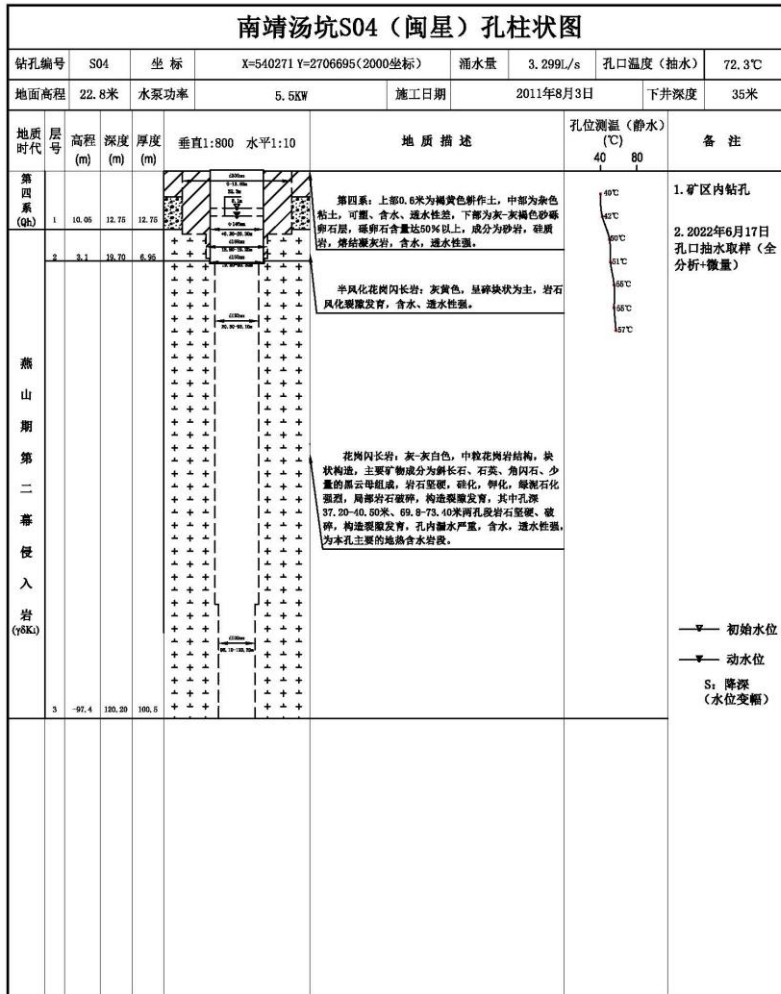 南靖汤坑S04（闽星）孔柱状图
钻孔编号 S04 坐标 X=540271 Y=2706695(2000坐标) 涌水量 3.299L/s 孔口温度（抽水） 72.3℃
地面高程 22.8米 水泵功率 5.5KW 施工日期 2011年8月3日 下井深度 35米
地质时代 层号 高程(m) 深度(m) 厚度(m) 垂直1:800 水平1:10 地质描述 孔位测温（静水）(℃) 备注
40 80
第四系(Qh) 1 10.05 12.75 12.75
第四系：上部0.6米为褐黄色耕作土，中部为杂色
粘土，可塑、含水、透水性差，下部为灰-灰褐色砂砾
卵石层，砾卵石含量达50%以上，成分为砂岩，硅质
岩，熔结凝灰岩，含水，透水性强。
40℃
42℃
50℃
51℃
55℃
55℃
57℃
1.矿区内钻孔
2.2022年6月17日
孔口抽水取样（全
分析+微量）
2 3.1 19.70 6.95
半风化花岗闪长岩：灰黄色，呈碎块状为主，岩石
风化裂隙发育，含水、透水性强。
燕山期第二幕侵入岩
花岗闪长岩：灰-灰白色，中粒花岗岩结构，块
状构造，主要矿物成分为斜长石、石英、角闪石、少
量的黑云母组成，岩石坚硬，硅化，钾化，绿泥石化
强烈，局部岩石破碎，构造裂隙发育，其中孔深
37.20-40.50米、69.8-73.40米两孔段岩石坚硬、破
碎，构造裂隙发育，孔内漏水严重，含水，透水性强，
为本孔主要的地热含水岩段。
3 -97.4 120.20 100.5
初始水位
动水位
S：降深
（水位变幅）